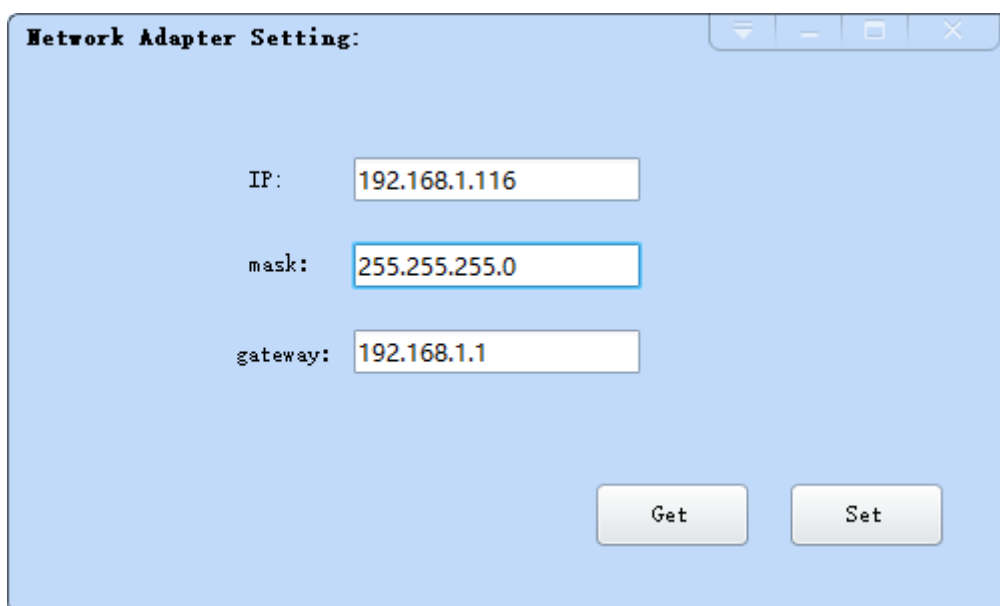 Network Adapter Setting:
IP: 192.168.1.116
mask: 255.255.255.0
gateway: 192.168.1.1
Get Set